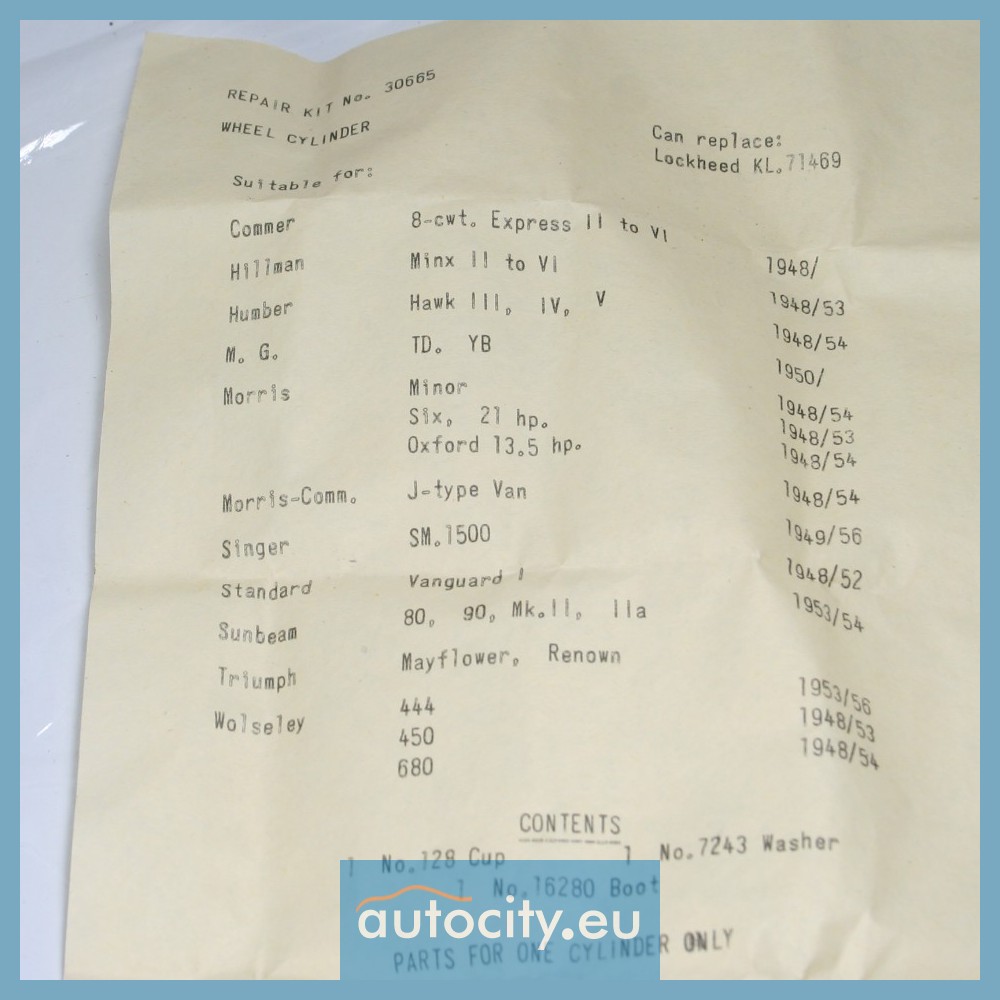 REPAIR KIT No. 30665
WHEEL CYLINDER
Can replace:
Lockheed KL.71469
Suitable for:
Commer 8-cwt. Express II to VI 1948/
Hillman Minx II to VI 1948/53
Humber Hawk III, IV, V 1948/54
M. G. TD. YB 1950/
Morris Minor 1948/54
Six, 21 hp. 1948/53
Oxford 13.5 hp. 1948/54
Morris-Comm. J-type Van 1948/54
Singer SM.1500 1949/56
Standard Vanguard I 1948/52
Sunbeam 80, 90, Mk.II, IIa 1953/54
Triumph Mayflower, Renown
Wolseley 444 1953/56
450 1948/53
680 1948/54
CONTENTS
1 No.128 Cup 1 No.7243 Washer
1 No.16280 Boot
autocity.eu
PARTS FOR ONE CYLINDER ONLY